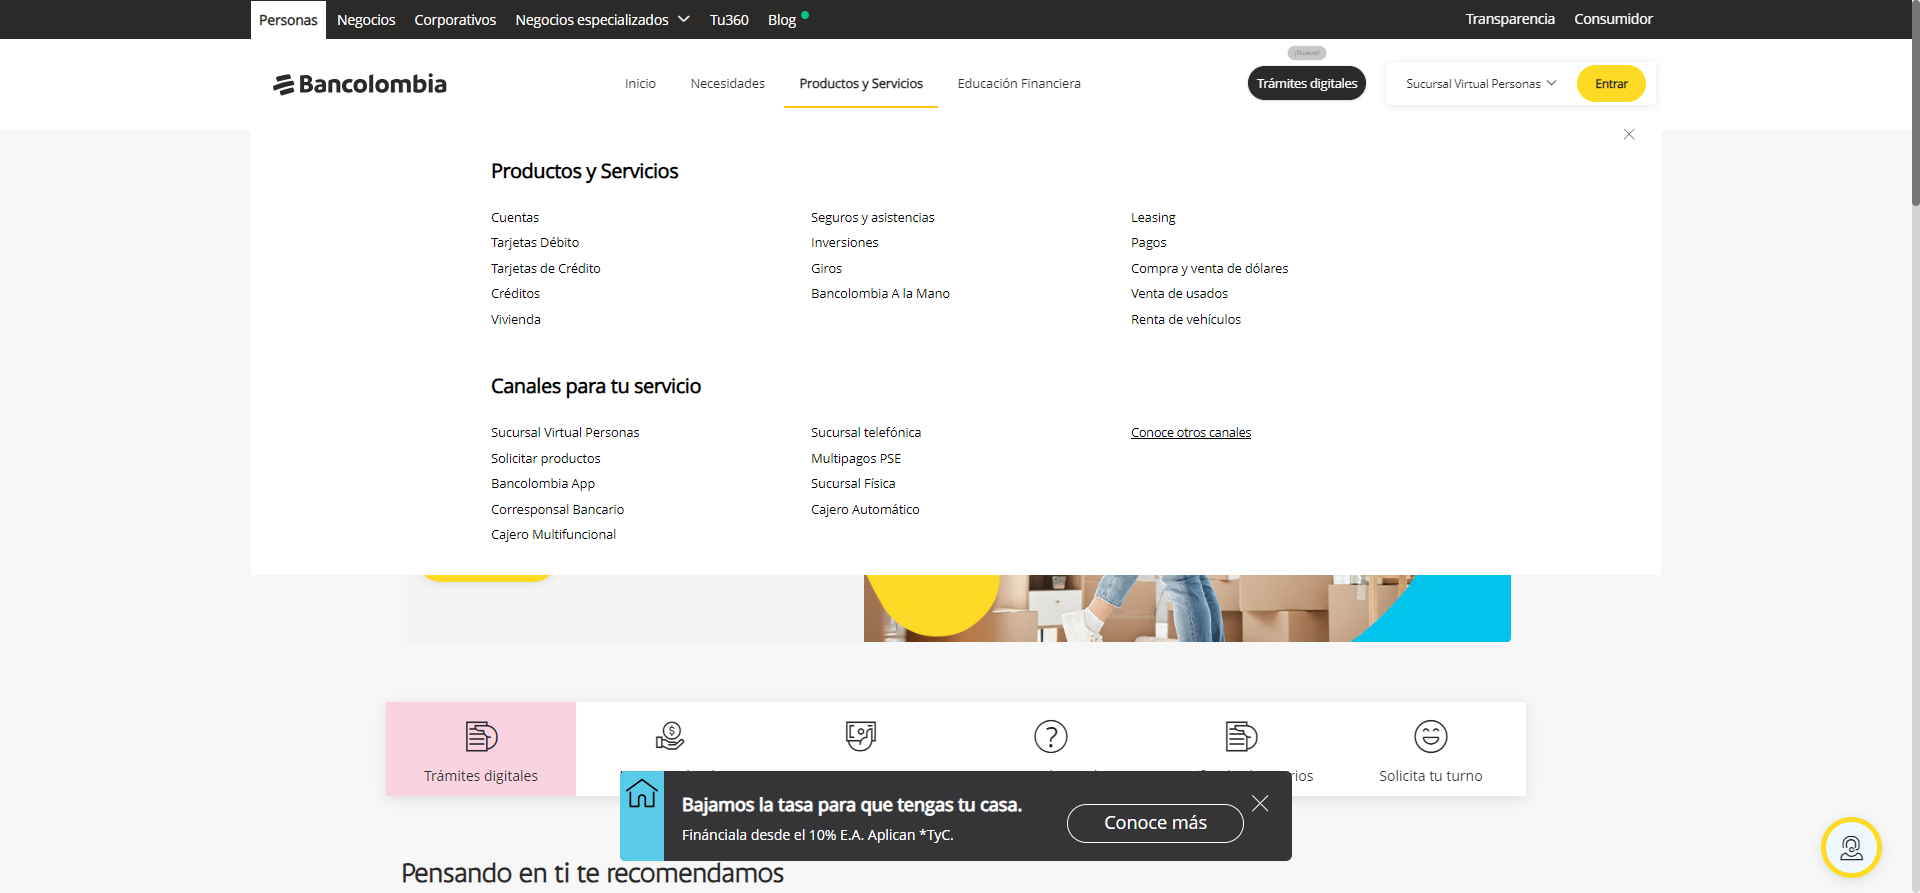 Personas Negocios Corporativos Negocios especializados Tu360 Blog Transparencia Consumidor
¡Nuevo!
Bancolombia Inicio Necesidades Productos y Servicios Educación Financiera Trámites digitales Sucursal Virtual Personas Entrar
Productos y Servicios
Cuentas Seguros y asistencias Leasing
Tarjetas Débito Inversiones Pagos
Tarjetas de Crédito Giros Compra y venta de dólares
Créditos Bancolombia A la Mano Venta de usados
Vivienda Renta de vehículos
Canales para tu servicio
Sucursal Virtual Personas Sucursal telefónica Conoce otros canales
Solicitar productos Multipagos PSE
Bancolombia App Sucursal Física
Corresponsal Bancario Cajero Automático
Cajero Multifuncional
Trámites digitales Solicita tu turno
Bajamos la tasa para que tengas tu casa.
Finánciala desde el 10% E.A. Aplican *TyC.
Conoce más
Pensando en ti te recomendamos